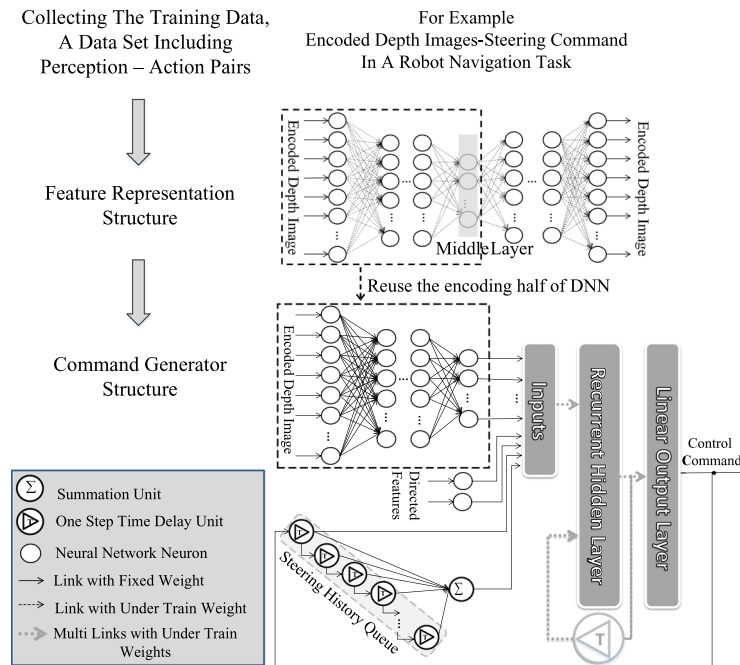 Collecting The Training Data,
A Data Set Including
Perception – Action Pairs
For Example
Encoded Depth Images-Steering Command
In A Robot Navigation Task
Feature Representation
Structure
Encoded Depth Image
Encoded Depth Image
MiddleLayer
Reuse the encoding half of DNN
Command Generator
Structure
Encoded Depth Image
Directed
Features
Inputs
Recurrent Hidden Layer
Linear Output Layer
Control
Command
Steering History Queue
T
T
T
T
T
Σ
T
Σ
Summation Unit
T
One Step Time Delay Unit
Neural Network Neuron
Link with Fixed Weight
Link with Under Train Weight
Multi Links with Under Train
Weights